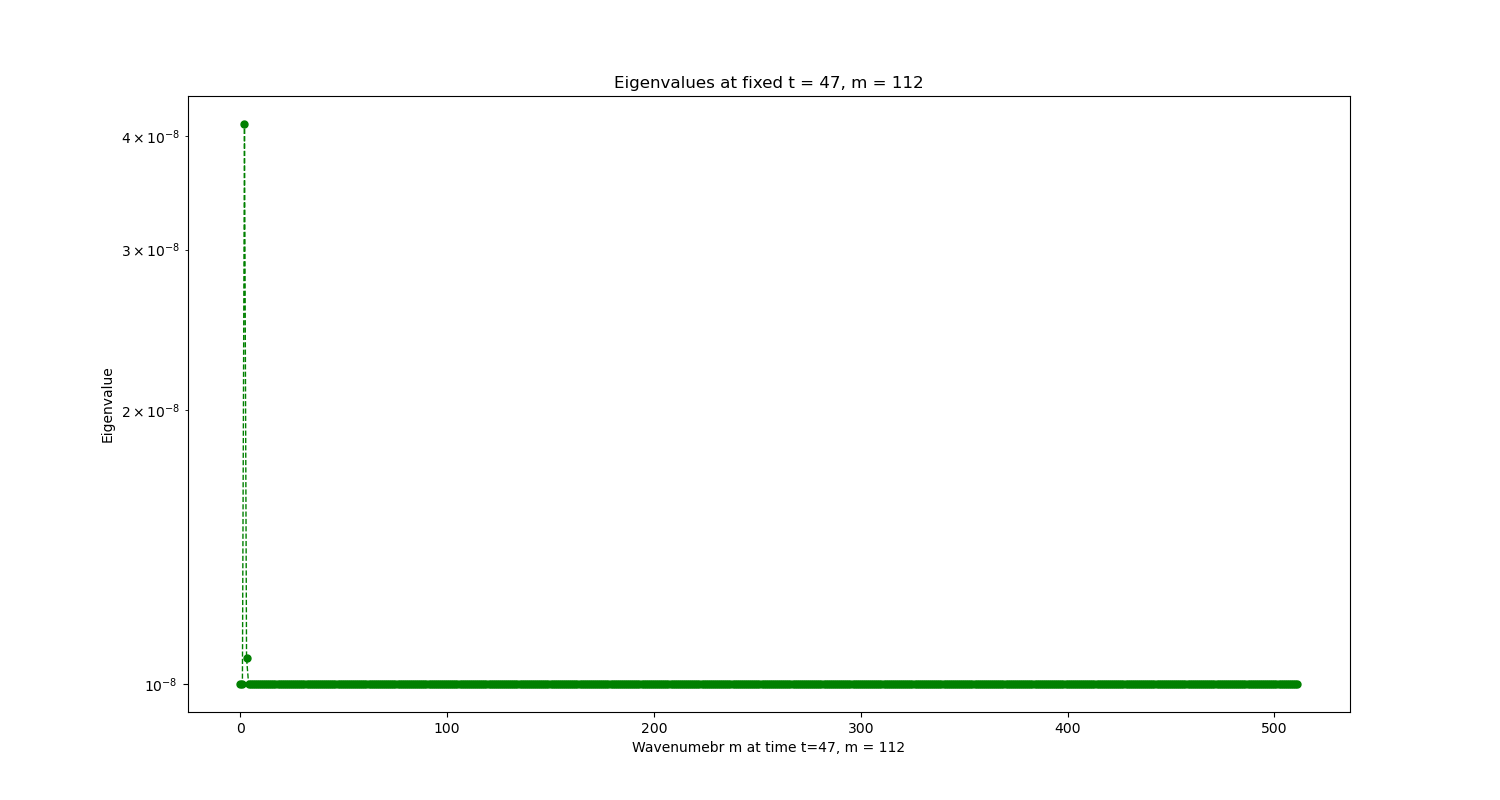 Eigenvalues at fixed t = 47, m = 112
4 × 10⁻⁸
3 × 10⁻⁸
2 × 10⁻⁸
10⁻⁸
Eigenvalue
0 100 200 300 400 500
Wavenumebr m at time t=47, m = 112